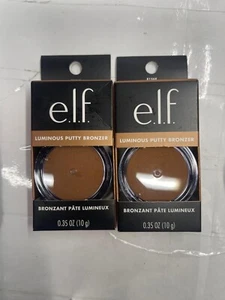 e.l.f.
LUMINOUS PUTTY BRONZER
BRONZANT PÂTE LUMINEUX
0.35 OZ (10 g)
e.l.f.
LUMINOUS PUTTY BRONZER
BRONZANT PÂTE LUMINEUX
0.35 OZ (10 g)